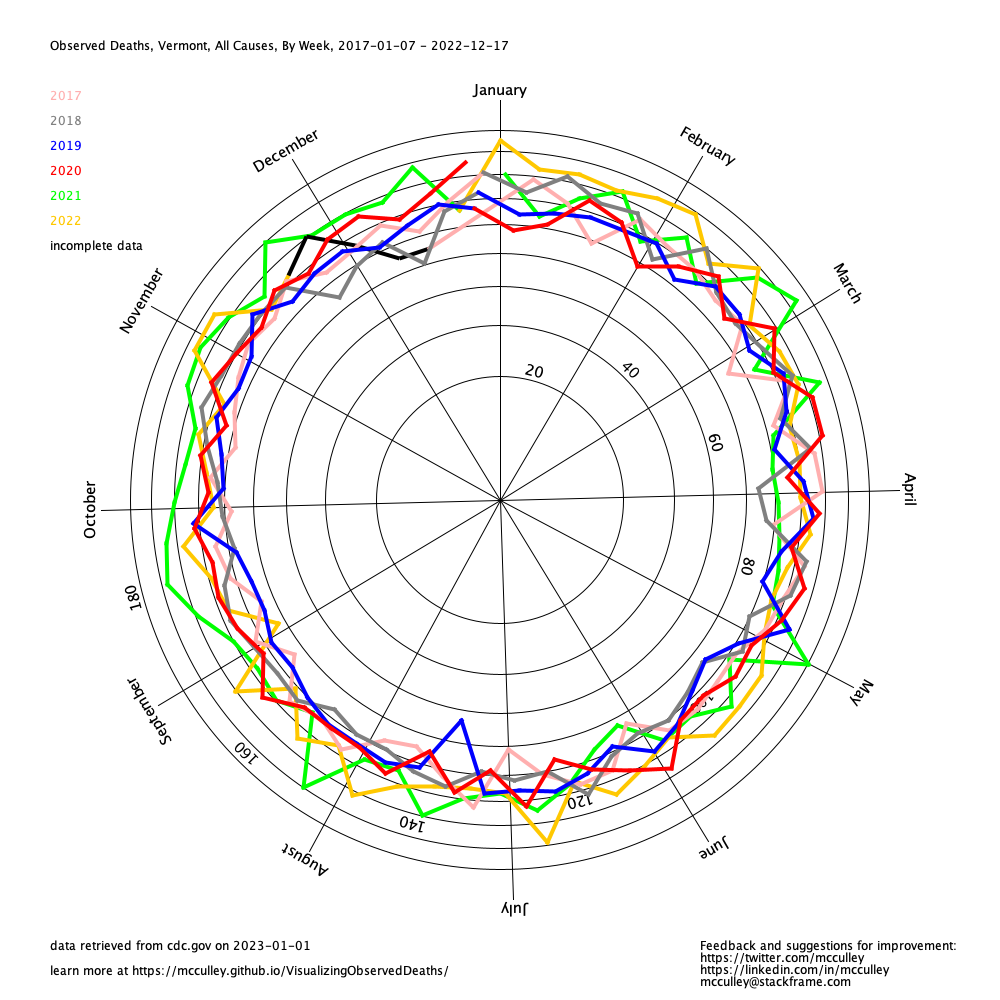 Observed Deaths, Vermont, All Causes, By Week, 2017-01-07 - 2022-12-17
January
2017
2018
2019
2020
2021
2022
incomplete data
December
February
November
March
20
40
60
October
April
80
180
September
May
160
140
120
August
June
July
data retrieved from cdc.gov on 2023-01-01
learn more at https://mcculley.github.io/VisualizingObservedDeaths/
Feedback and suggestions for improvement:
https://twitter.com/mcculley
https://linkedin.com/in/mcculley
mcculley@stackframe.com